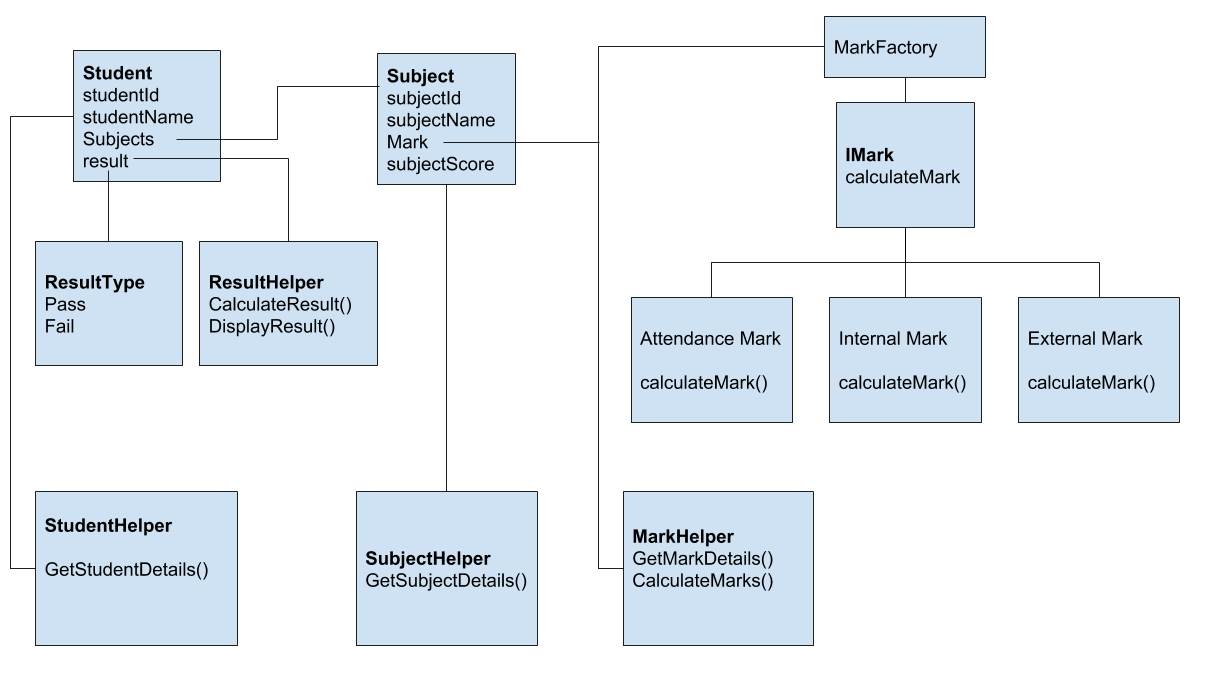 MarkFactory
Student
studentId
studentName
Subjects
result
Subject
subjectId
subjectName
Mark
subjectScore
IMark
calculateMark
ResultType
Pass
Fail
ResultHelper
CalculateResult()
DisplayResult()
Attendance Mark
calculateMark()
Internal Mark
calculateMark()
External Mark
calculateMark()
StudentHelper
GetStudentDetails()
SubjectHelper
GetSubjectDetails()
MarkHelper
GetMarkDetails()
CalculateMarks()